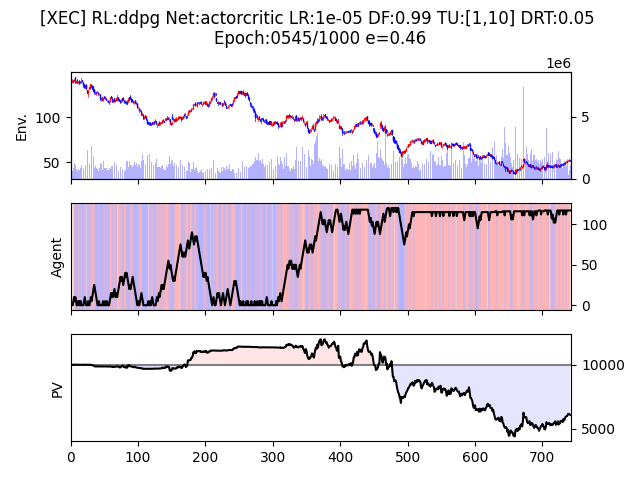 [XEC] RL:ddpg Net:actorcritic LR:1e-05 DF:0.99 TU:[1,10] DRT:0.05
Epoch:0545/1000 e=0.46
1e6
Env.
100
50
5
0
Agent
100
50
0
PV
10000
5000
0 100 200 300 400 500 600 700